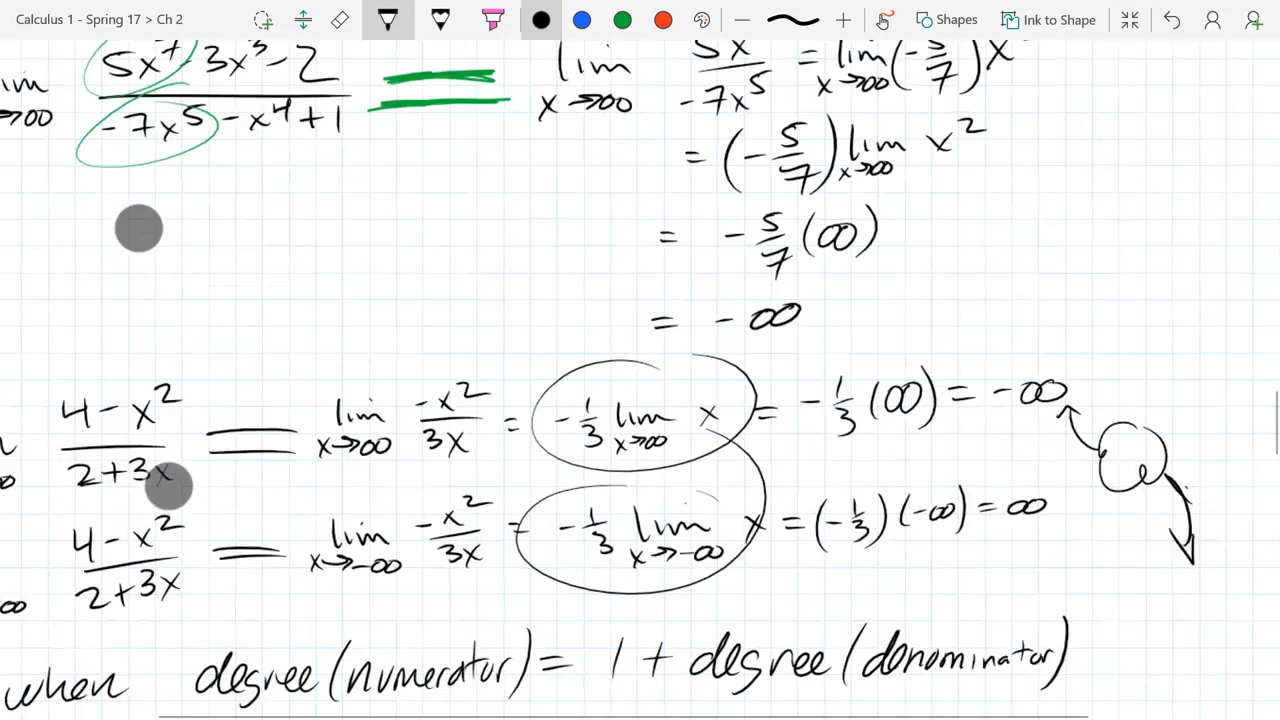 Calculus 1 - Spring 17 > Ch 2
Shapes
Ink to Shape
lim x→∞ (5x⁷ - 3x³ - 2)/(-7x⁵ - x⁴ + 1) = lim x→∞ 5x/(-7x⁵) = lim x→∞ (-5/7) x
= (-5/7) lim x→∞ x²
= -5/7 (∞)
= -∞
(4 - x²)/(2 + 3x) = lim x→∞ -x²/3x = -1/3 lim x→∞ x = -1/3 (∞) = -∞
(4 - x²)/(2 + 3x) = lim x→-∞ -x²/3x = -1/3 lim x→-∞ x = (-1/3)(-∞) = ∞
when degree (numerator) = 1 + degree (denominator)